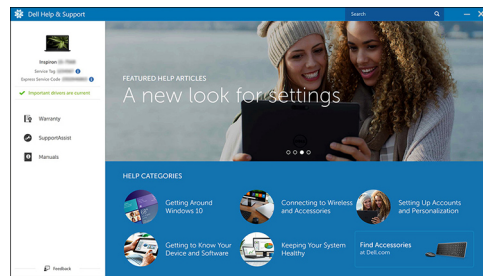 Dell Help & Support
Search
Inspiron
Service Tag
Express Service Code
Important drivers are current
Warranty
SupportAssist
Manuals
Feedback
FEATURED HELP ARTICLES
A new look for settings
HELP CATEGORIES
Getting Around
Windows 10
Connecting to Wireless
and Accessories
Setting Up Accounts
and Personalization
Getting to Know Your
Device and Software
Keeping Your System
Healthy
Find Accessories
at Dell.com